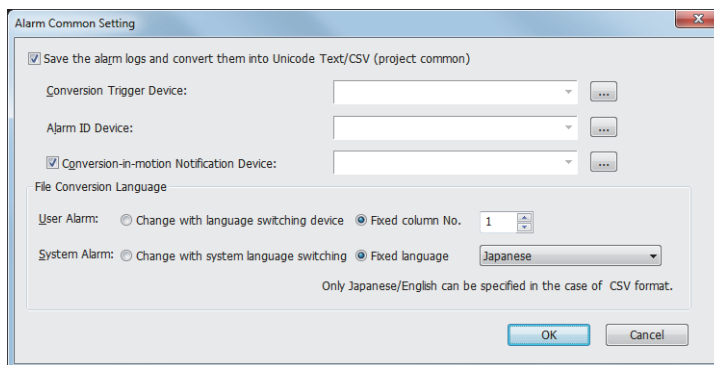 Alarm Common Setting
Save the alarm logs and convert them into Unicode Text/CSV (project common)
Conversion Trigger Device:
...
Alarm ID Device:
...
Conversion-in-motion Notification Device:
...
File Conversion Language
User Alarm: Change with language switching device Fixed column No. 1
System Alarm: Change with system language switching Fixed language Japanese
Only Japanese/English can be specified in the case of CSV format.
OK Cancel